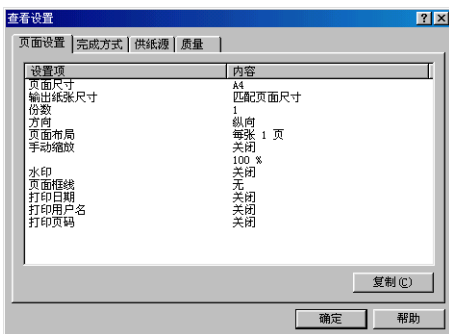 查看设置
页面设置 完成方式 供纸源 质量
设置项 内容
页面尺寸 A4
输出纸张尺寸 匹配页面尺寸
份数 1
方向 纵向
页面布局 每张 1 页
手动缩放 关闭
100 %
水印 关闭
页面框线 无
打印日期 关闭
打印用户名 关闭
打印页码 关闭
复制(C)
确定 帮助